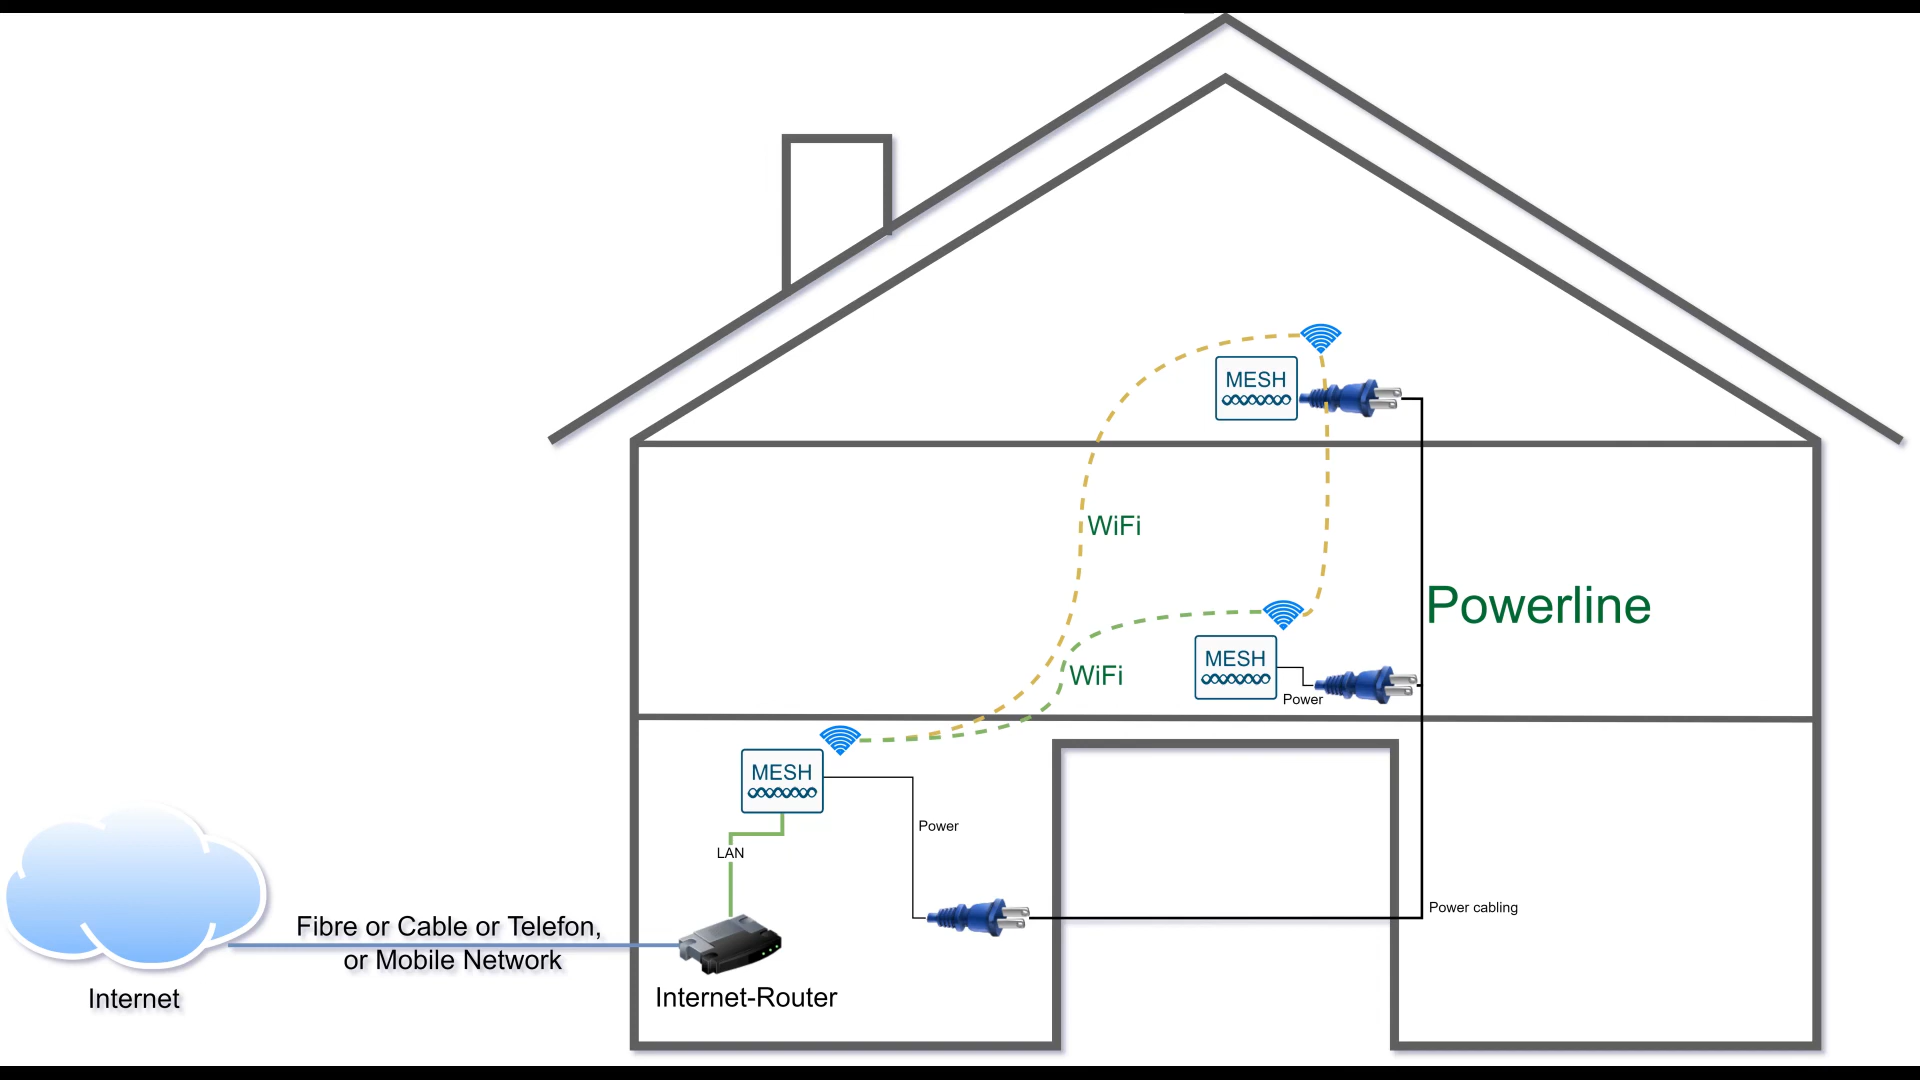 MESH
WiFi
Powerline
MESH
WiFi
Power
MESH
Power
LAN
Power cabling
Fibre or Cable or Telefon,
or Mobile Network
Internet
Internet-Router